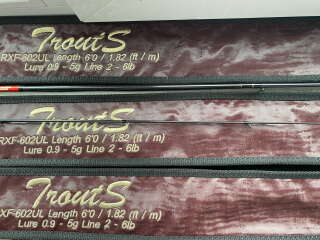 TroutS
RXF-602UL Length 6'0 / 1.82 (ft / m)
Lure 0.9 - 5g Line 2 - 6lb
TroutS
RXF-602UL Length 6'0 / 1.82 (ft / m)
Lure 0.9 - 5g Line 2 - 6lb
TroutS
XF-602UL Length 6'0 / 1.82 (ft / m)
Lure 0.9 - 5g Line 2 - 6lb